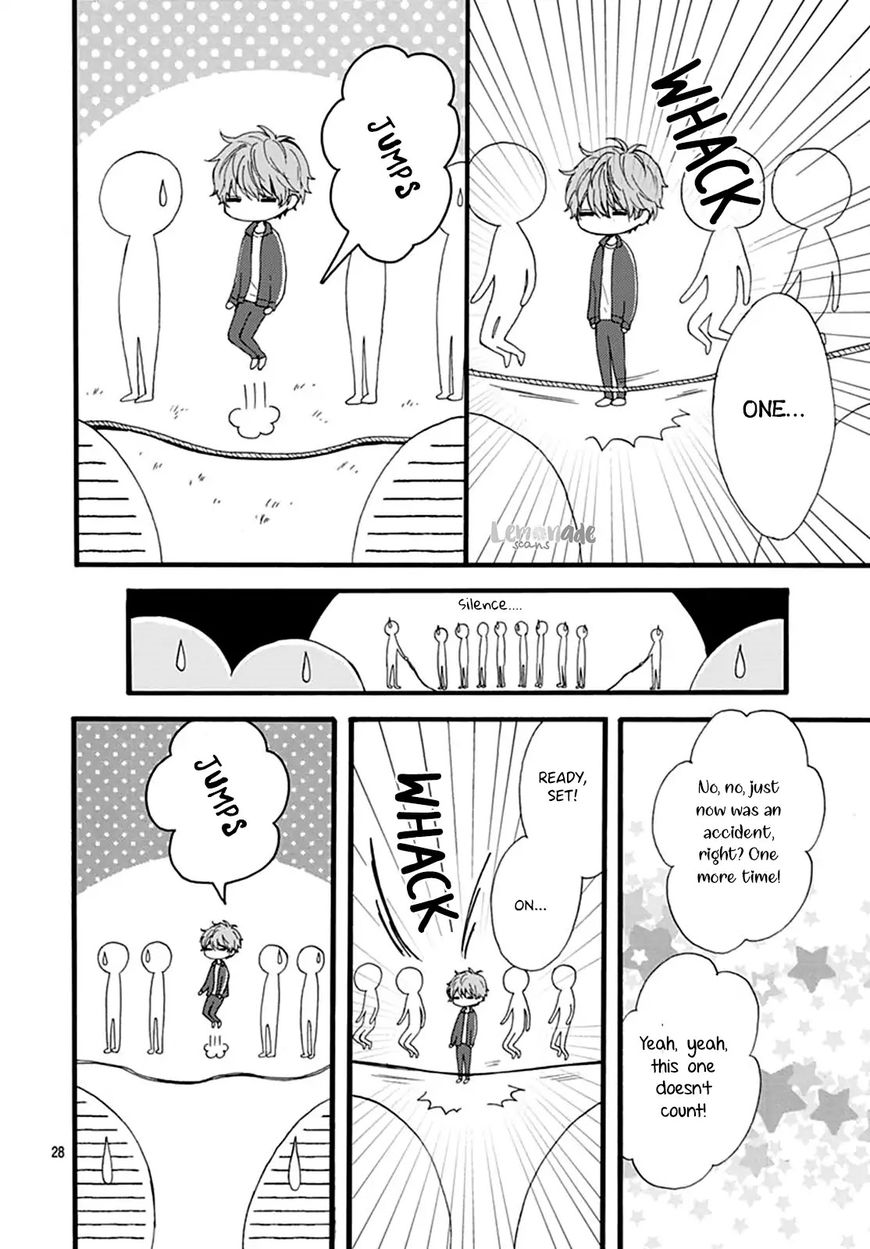 WHACK
ONE...
JUMPS
Lemonade
scans
Silence....
No, no, just
now was an
accident,
right? One
more time!
Yeah, yeah,
this one
doesn't
count!
READY,
SET!
ON...
WHACK
JUMPS
28